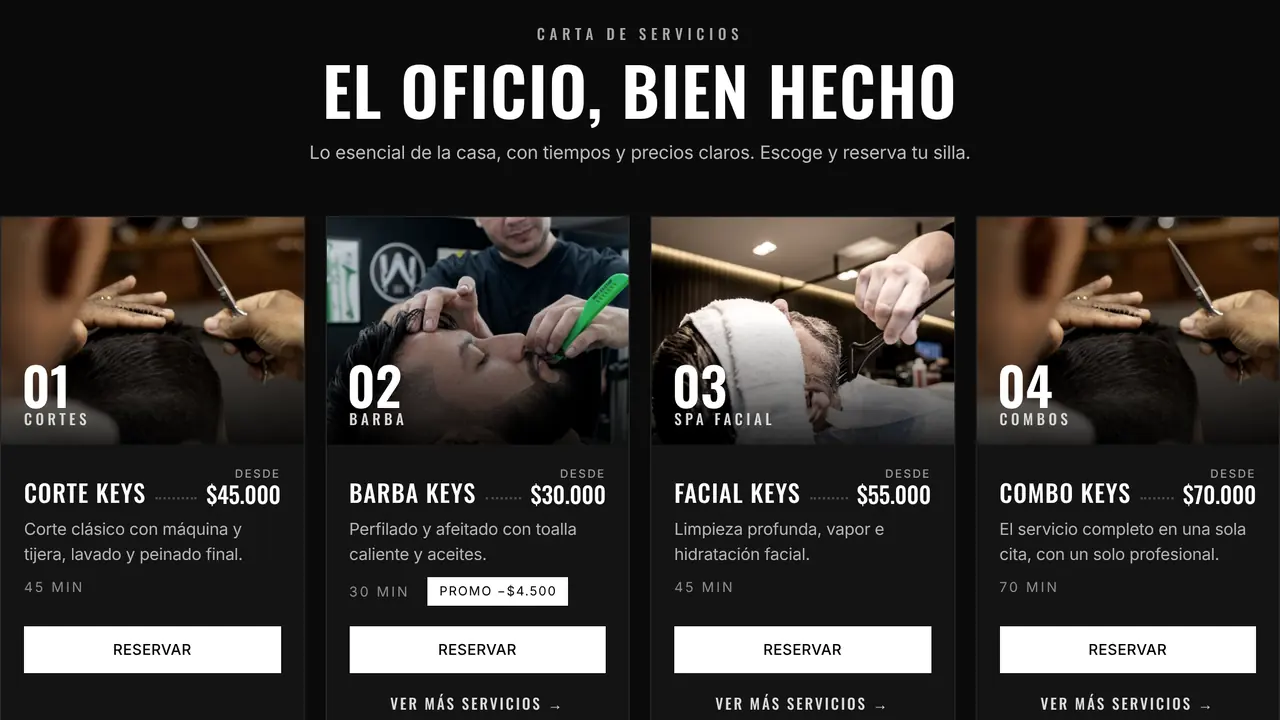 CARTA DE SERVICIOS
EL OFICIO, BIEN HECHO
Lo esencial de la casa, con tiempos y precios claros. Escoge y reserva tu silla.
01
CORTES
DESDE
CORTE KEYS $45.000
Corte clásico con máquina y
tijera, lavado y peinado final.
45 MIN
RESERVAR
02
BARBA
DESDE
BARBA KEYS $30.000
Perfilado y afeitado con toalla
caliente y aceites.
30 MIN PROMO −$4.500
RESERVAR
VER MÁS SERVICIOS →
03
SPA FACIAL
DESDE
FACIAL KEYS $55.000
Limpieza profunda, vapor e
hidratación facial.
45 MIN
RESERVAR
VER MÁS SERVICIOS →
04
COMBOS
DESDE
COMBO KEYS $70.000
El servicio completo en una sola
cita, con un solo profesional.
70 MIN
RESERVAR
VER MÁS SERVICIOS →